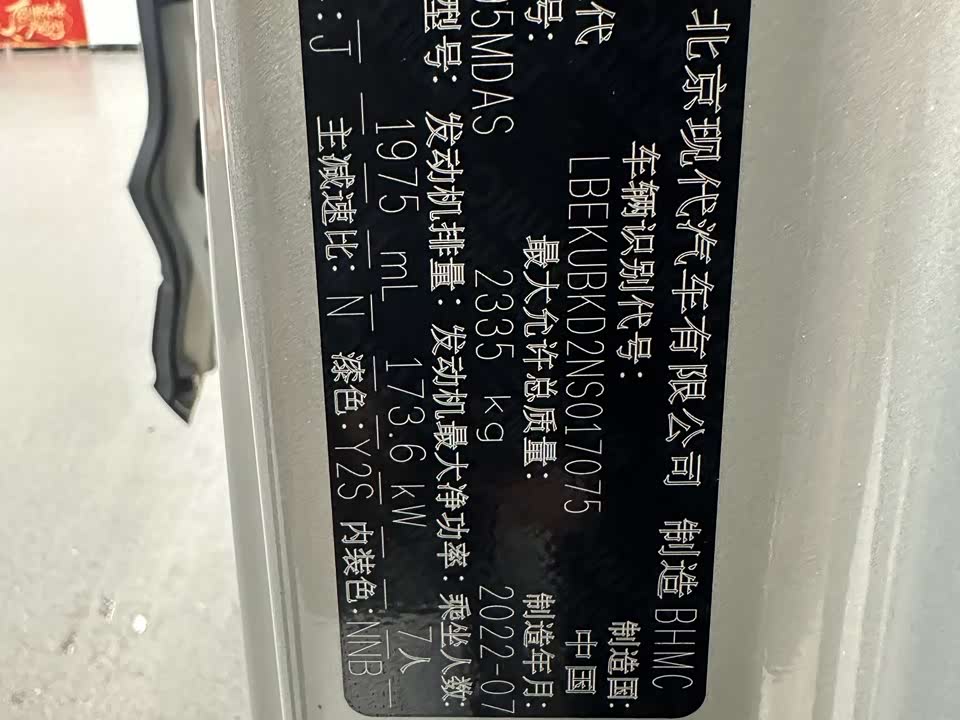 北京现代汽车有限公司 制造 BHMC
车辆识别代号: 制造国:
代 LBEKUBKD2NS017075 中国
号: 最大允许总质量: 制造年月:
05MDAS 2335 kg 2022-07
型号: 发动机排量: 发动机最大净功率: 乘坐人数:
1975 mL 173.6 kW 7人
: J 主减速比: N 漆色: Y2S 内装色: NNB